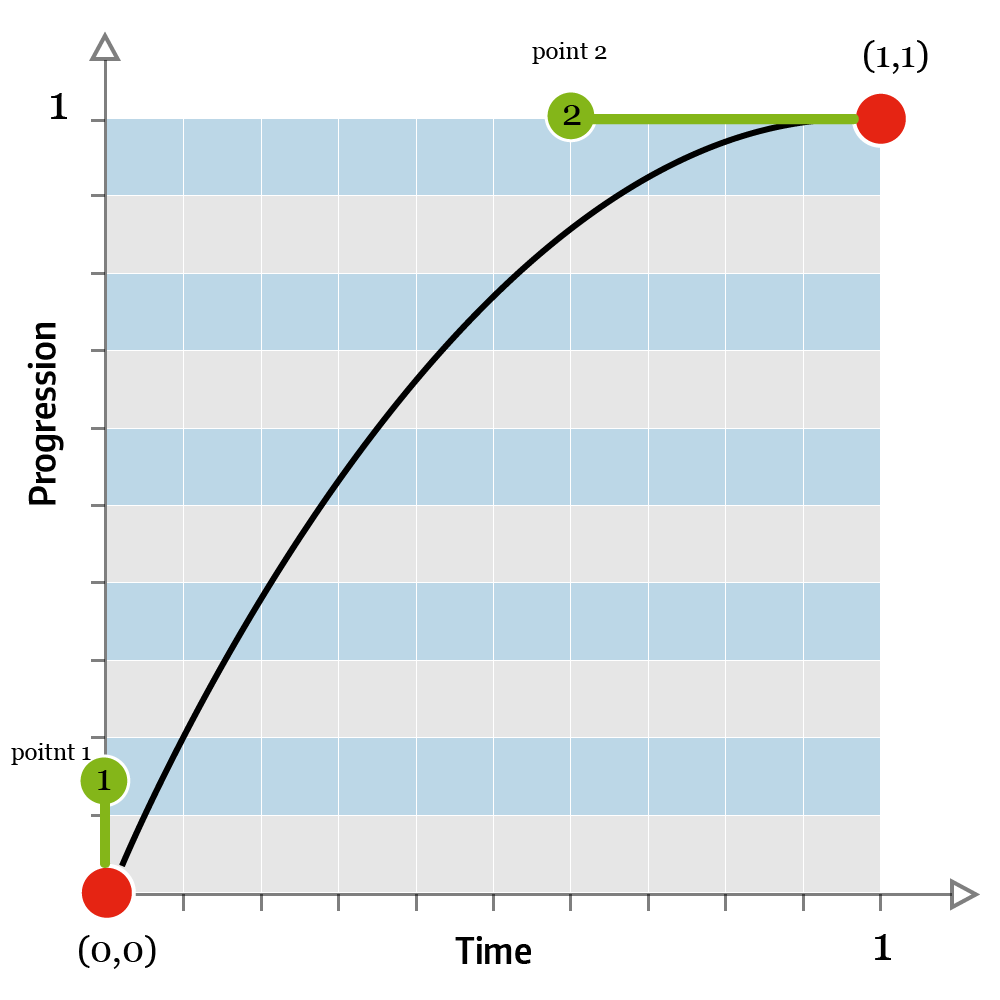 point 2
(1,1)
1
2
Progression
poitnt 1
1
(0,0)
Time
1